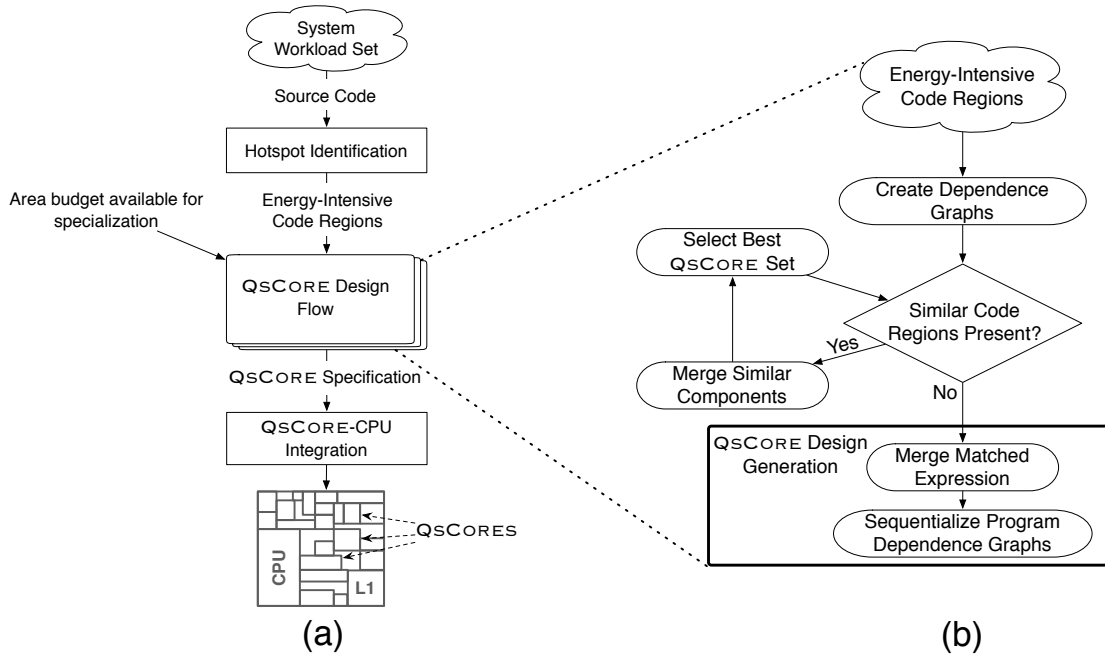 System
Workload Set
Source Code
Hotspot Identification
Energy-Intensive
Code Regions
Area budget available for
specialization
QSCORE Design
Flow
QSCORE Specification
QSCORE-CPU
Integration
QSCORES
CPU
L1
(a)
Energy-Intensive
Code Regions
Create Dependence
Graphs
Select Best
QSCORE Set
Similar Code
Regions Present?
Yes
Merge Similar
Components
No
QSCORE Design
Generation
Merge Matched
Expression
Sequentialize Program
Dependence Graphs
(b)